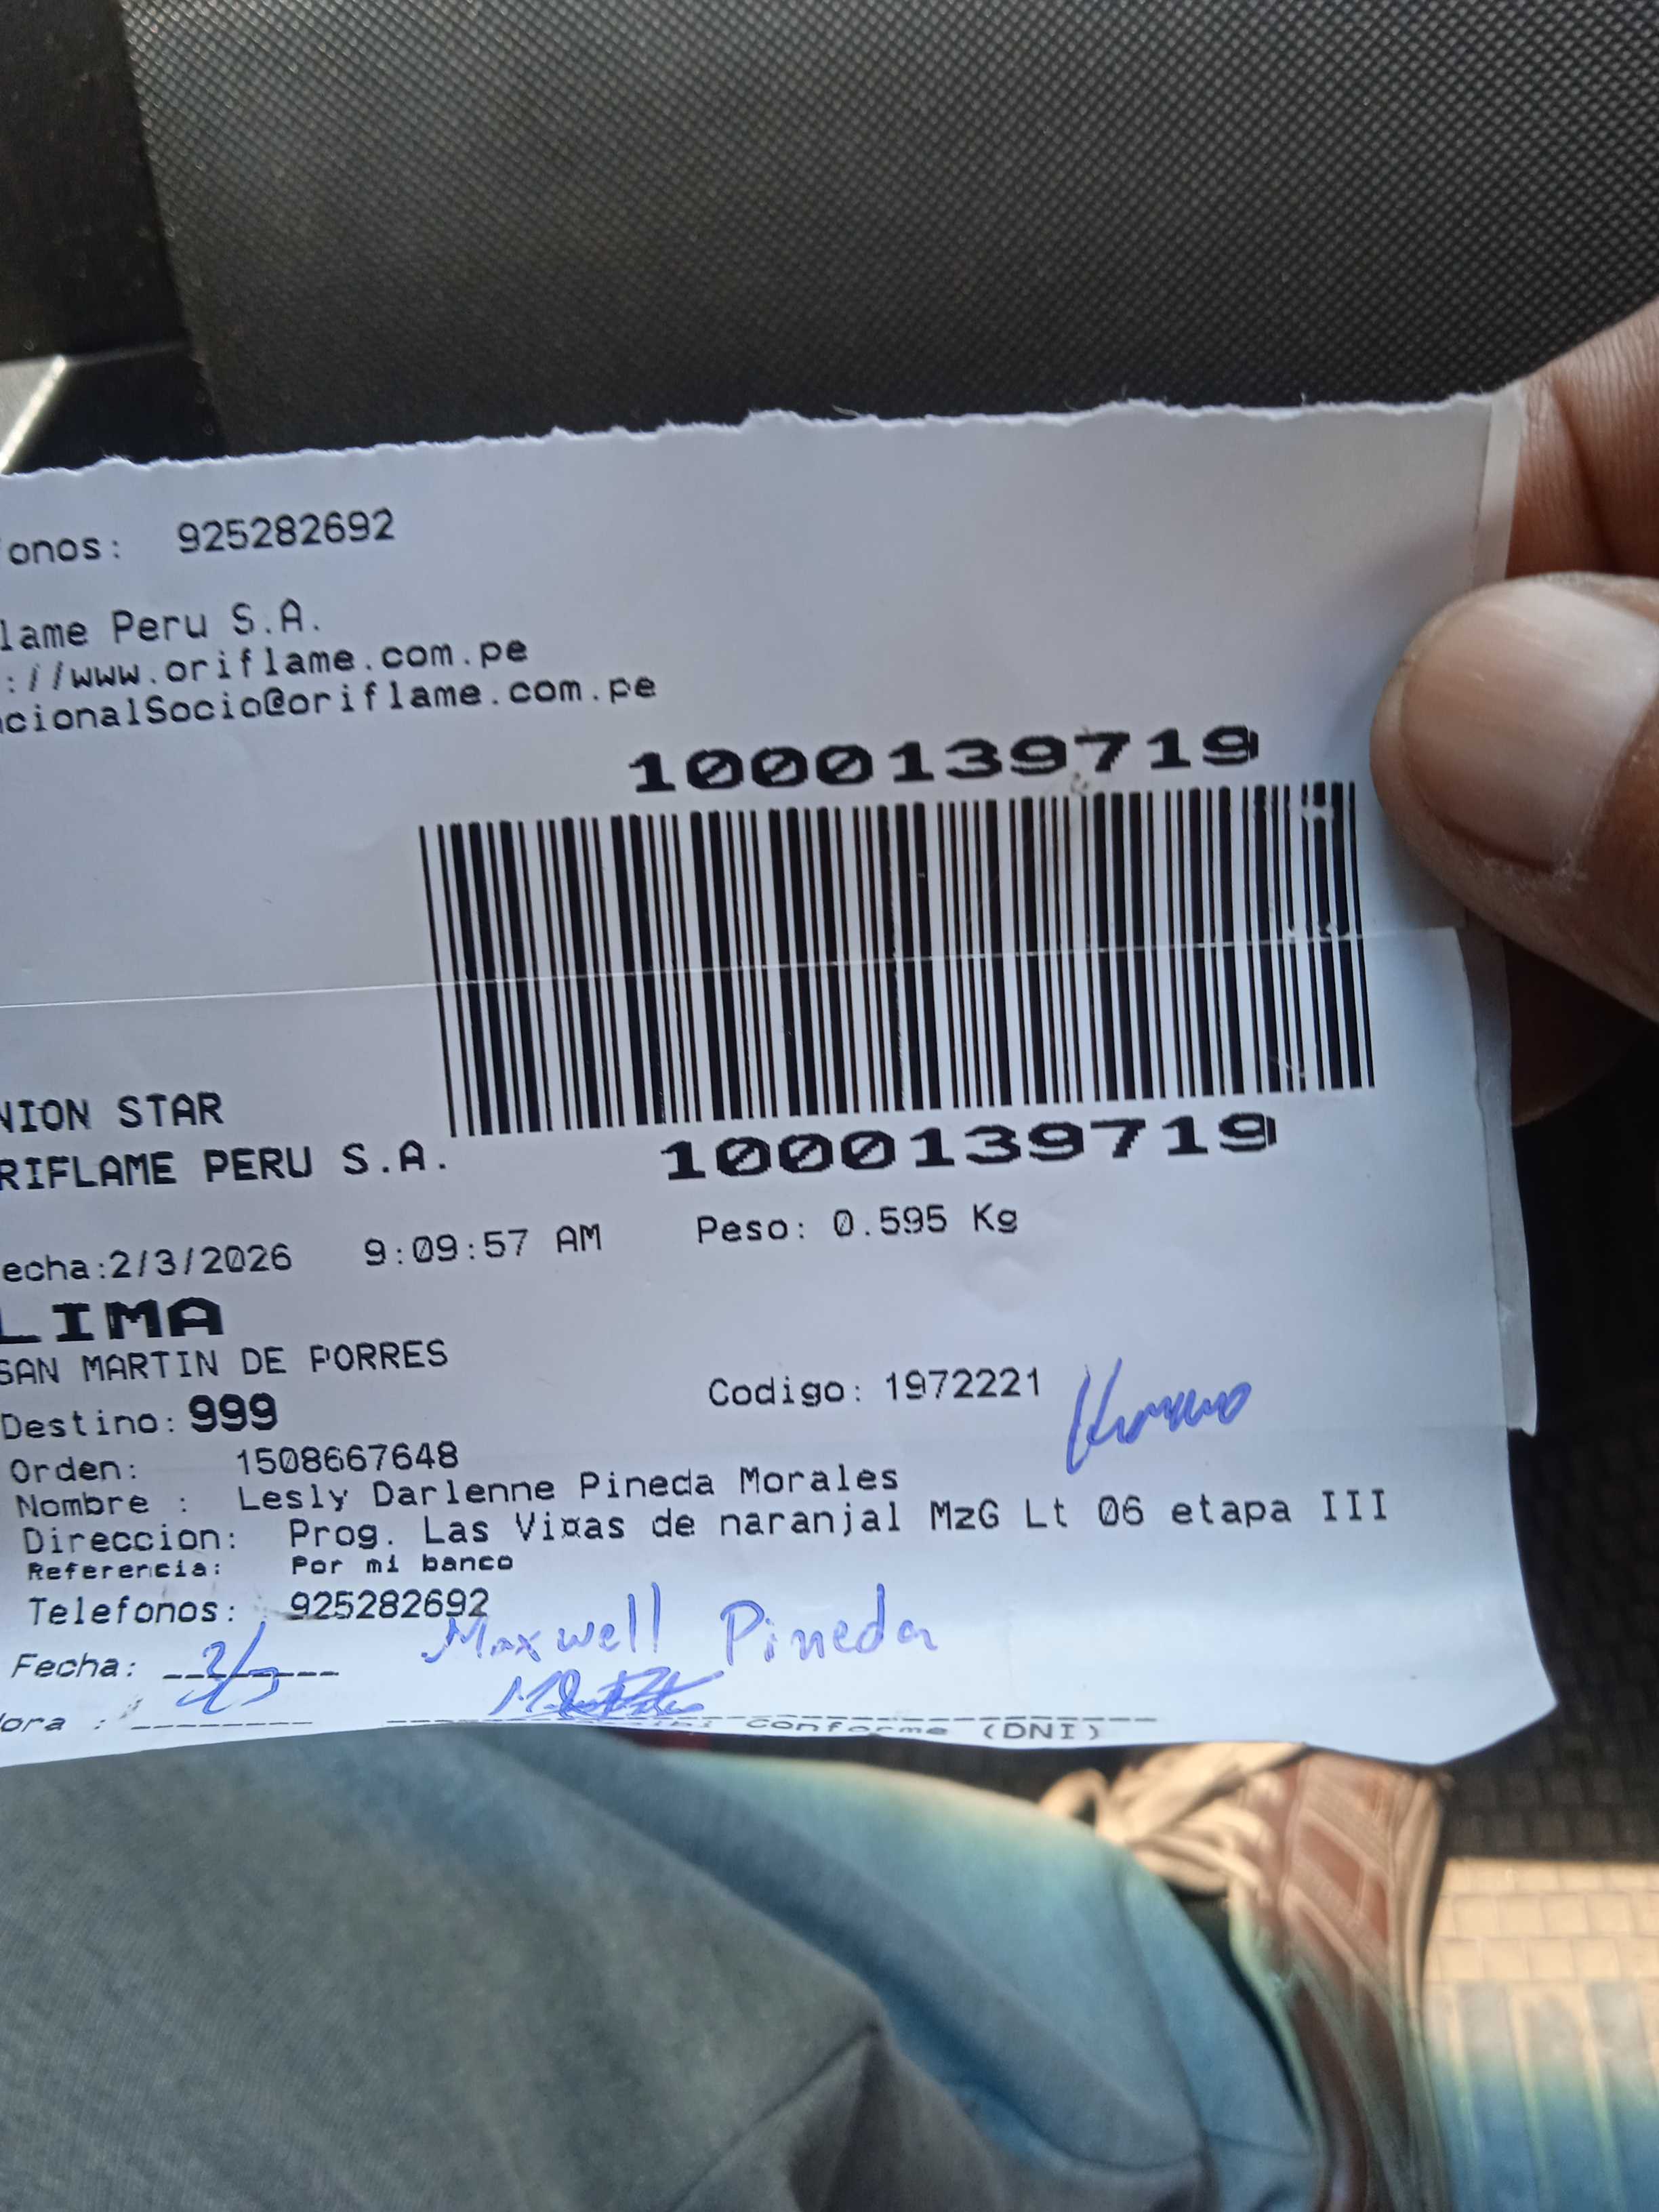 onos: 925282692
lame Peru S.A.
://www.oriflame.com.pe
cionalSocio@oriflame.com.pe
1000139719
NION STAR
RIFLAME PERU S.A.
1000139719
echa:2/3/2026 9:09:57 AM Peso: 0.595 Kg
LIMA
SAN MARTIN DE PORRES
Destino: 999 Codigo: 1972221
Orden: 1508667648
Nombre : Lesly Darlenne Pineda Morales
Direccion: Prog. Las Vi¤as de naranjal MzG Lt 06 etapa III
Referencia: Por mi banco
Telefonos: 925282692
Maxwell Pineda
Fecha: 2/3
ora :
Conforme (DNI)